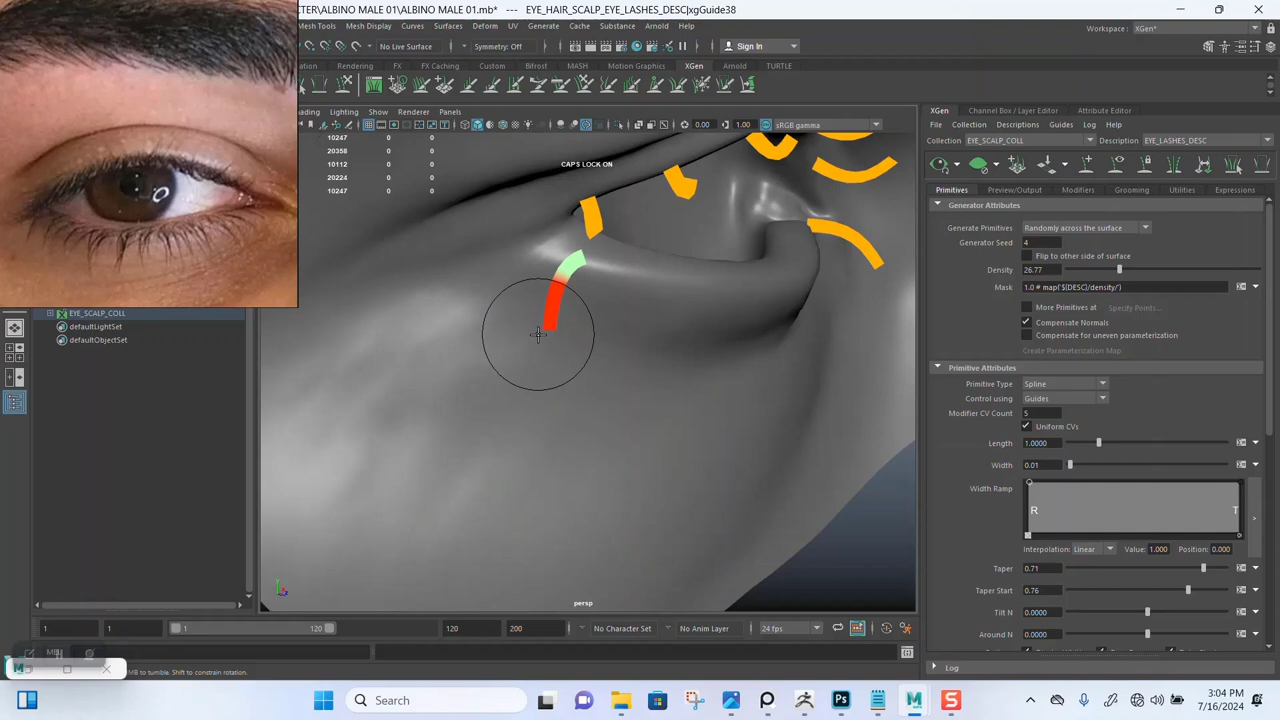 CTER\ALBINO MALE 01\ALBINO MALE 01.mb* --- EYE_HAIR_SCALP_EYE_LASHES_DESC|xgGuide38
Mesh Display Curves Surfaces Deform UV Generate Cache Substance Arnold Help
Workspace: XGen*
No Live Surface
Symmetry: Off
Sign In
ation Rendering FX FX Caching Custom Bifrost MASH Motion Graphics XGen Arnold TURTLE
hading Lighting Show Renderer Panels
0.00 1.00 sRGB gamma
10247 0 0
20358 0 0
10112 0 0
20224 0 0
10247 0 0
CAPS LOCK ON
persp
EYE_SCALP_COLL
defaultLightSet
defaultObjectSet
XGen Channel Box / Layer Editor Attribute Editor
File Collection Descriptions Guides Log Help
Collection EYE_SCALP_COLL Description EYE_LASHES_DESC
Primitives Preview/Output Modifiers Grooming Utilities Expressions
Generator Attributes
Generate Primitives Randomly across the surface
Generator Seed 4
Flip to other side of surface
Density 26.77
Mask 1.0 # map('${DESC}/density/')
More Primitives at Specify Points...
Compensate Normals
Compensate for uneven parameterization
Create Parameterization Map
Primitive Attributes
Primitive Type Spline
Control using Guides
Modifier CV Count 5
Uniform CVs
Length 1.0000
Width 0.01
Width Ramp
R T
>
Interpolation: Linear Value: 1.000 Position: 0.000
Taper 0.71
Taper Start 0.76
Tilt N 0.0000
Around N 0.0000
Log
1 1 1 120 120 200 No Character Set No Anim Layer 24 fps
MB to tumble. Shift to constrain rotation.
Search
3:04 PM
7/16/2024